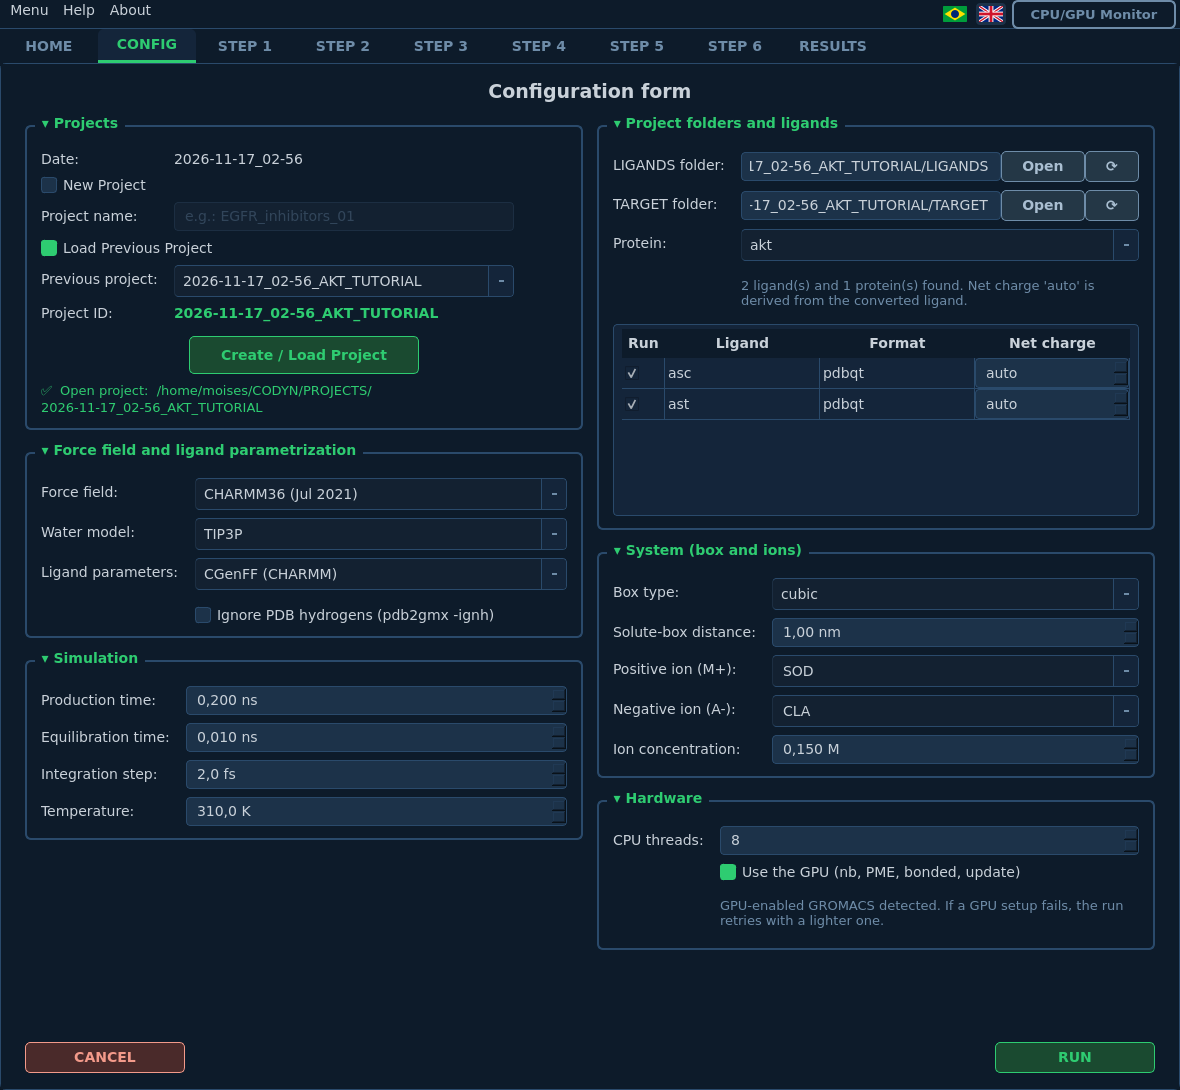 Menu Help About
CPU/GPU Monitor
HOME CONFIG STEP 1 STEP 2 STEP 3 STEP 4 STEP 5 STEP 6 RESULTS
Configuration form
▾ Projects
Date: 2026-11-17_02-56
New Project
Project name: e.g.: EGFR_inhibitors_01
Load Previous Project
Previous project: 2026-11-17_02-56_AKT_TUTORIAL
Project ID: 2026-11-17_02-56_AKT_TUTORIAL
Create / Load Project
✅ Open project: /home/moises/CODYN/PROJECTS/
2026-11-17_02-56_AKT_TUTORIAL
▾ Force field and ligand parametrization
Force field: CHARMM36 (Jul 2021)
Water model: TIP3P
Ligand parameters: CGenFF (CHARMM)
Ignore PDB hydrogens (pdb2gmx -ignh)
▾ Simulation
Production time: 0,200 ns
Equilibration time: 0,010 ns
Integration step: 2,0 fs
Temperature: 310,0 K
▾ Project folders and ligands
LIGANDS folder: 17_02-56_AKT_TUTORIAL/LIGANDS Open ⟳
TARGET folder: -17_02-56_AKT_TUTORIAL/TARGET Open ⟳
Protein: akt
2 ligand(s) and 1 protein(s) found. Net charge 'auto' is
derived from the converted ligand.
Run Ligand Format Net charge
✓ asc pdbqt auto
✓ ast pdbqt auto
▾ System (box and ions)
Box type: cubic
Solute-box distance: 1,00 nm
Positive ion (M+): SOD
Negative ion (A-): CLA
Ion concentration: 0,150 M
▾ Hardware
CPU threads: 8
Use the GPU (nb, PME, bonded, update)
GPU-enabled GROMACS detected. If a GPU setup fails, the run
retries with a lighter one.
CANCEL RUN